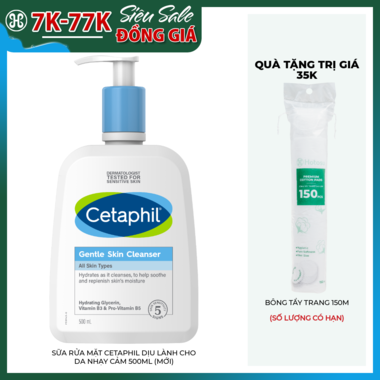 7K-77K
Siêu Sale
ĐỒNG GIÁ
QUÀ TẶNG TRỊ GIÁ
35K
DERMATOLOGIST
TESTED FOR
SENSITIVE SKIN
Cetaphil
Gentle Skin Cleanser
All Skin Types
Hydrates as it cleanses, to help soothe
and replenish skin's moisture
Hydrating Glycerin,
Vitamin B3 & Pro-Vitamin B5
5
500 mL
PREMIUM
COTTON PADS
150
BÔNG TẨY TRANG 150M
(SỐ LƯỢNG CÓ HẠN)
SỮA RỬA MẶT CETAPHIL DỊU LÀNH CHO
DA NHẠY CẢM 500ML (MỚI)